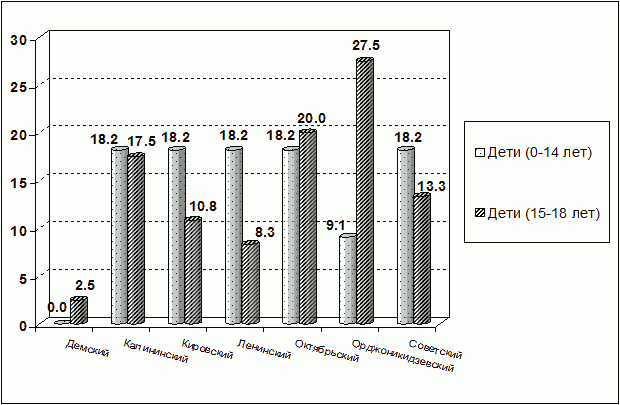 30
25
20
15
10
5
0
0.0
2.5
18.2
17.5
18.2
10.8
18.2
8.3
18.2
20.0
9.1
27.5
18.2
13.3
Демский
Калининский
Кировский
Ленинский
Октябрьский
Орджоникидзевский
Советский
Дети (0-14 лет)
Дети (15-18 лет)